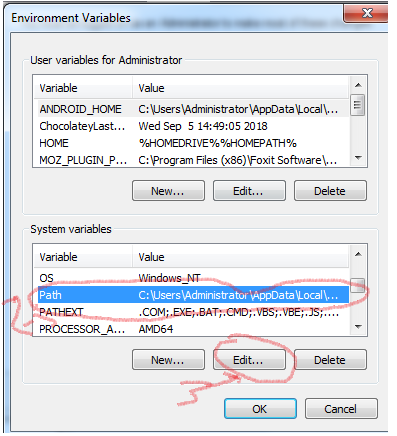 Environment Variables
User variables for Administrator
Variable Value
ANDROID_HOME C:\Users\Administrator\AppData\Local\...
ChocolateyLast... Wed Sep 5 14:49:05 2018
HOME %HOMEDRIVE%%HOMEPATH%
MOZ_PLUGIN_P... C:\Program Files (x86)\Foxit Software\...
New... Edit... Delete
System variables
Variable Value
OS Windows_NT
Path C:\Users\Administrator\AppData\Local\...
PATHEXT .COM;.EXE;.BAT;.CMD;.VBS;.VBE;.JS;....
PROCESSOR_A... AMD64
New... Edit... Delete
OK Cancel